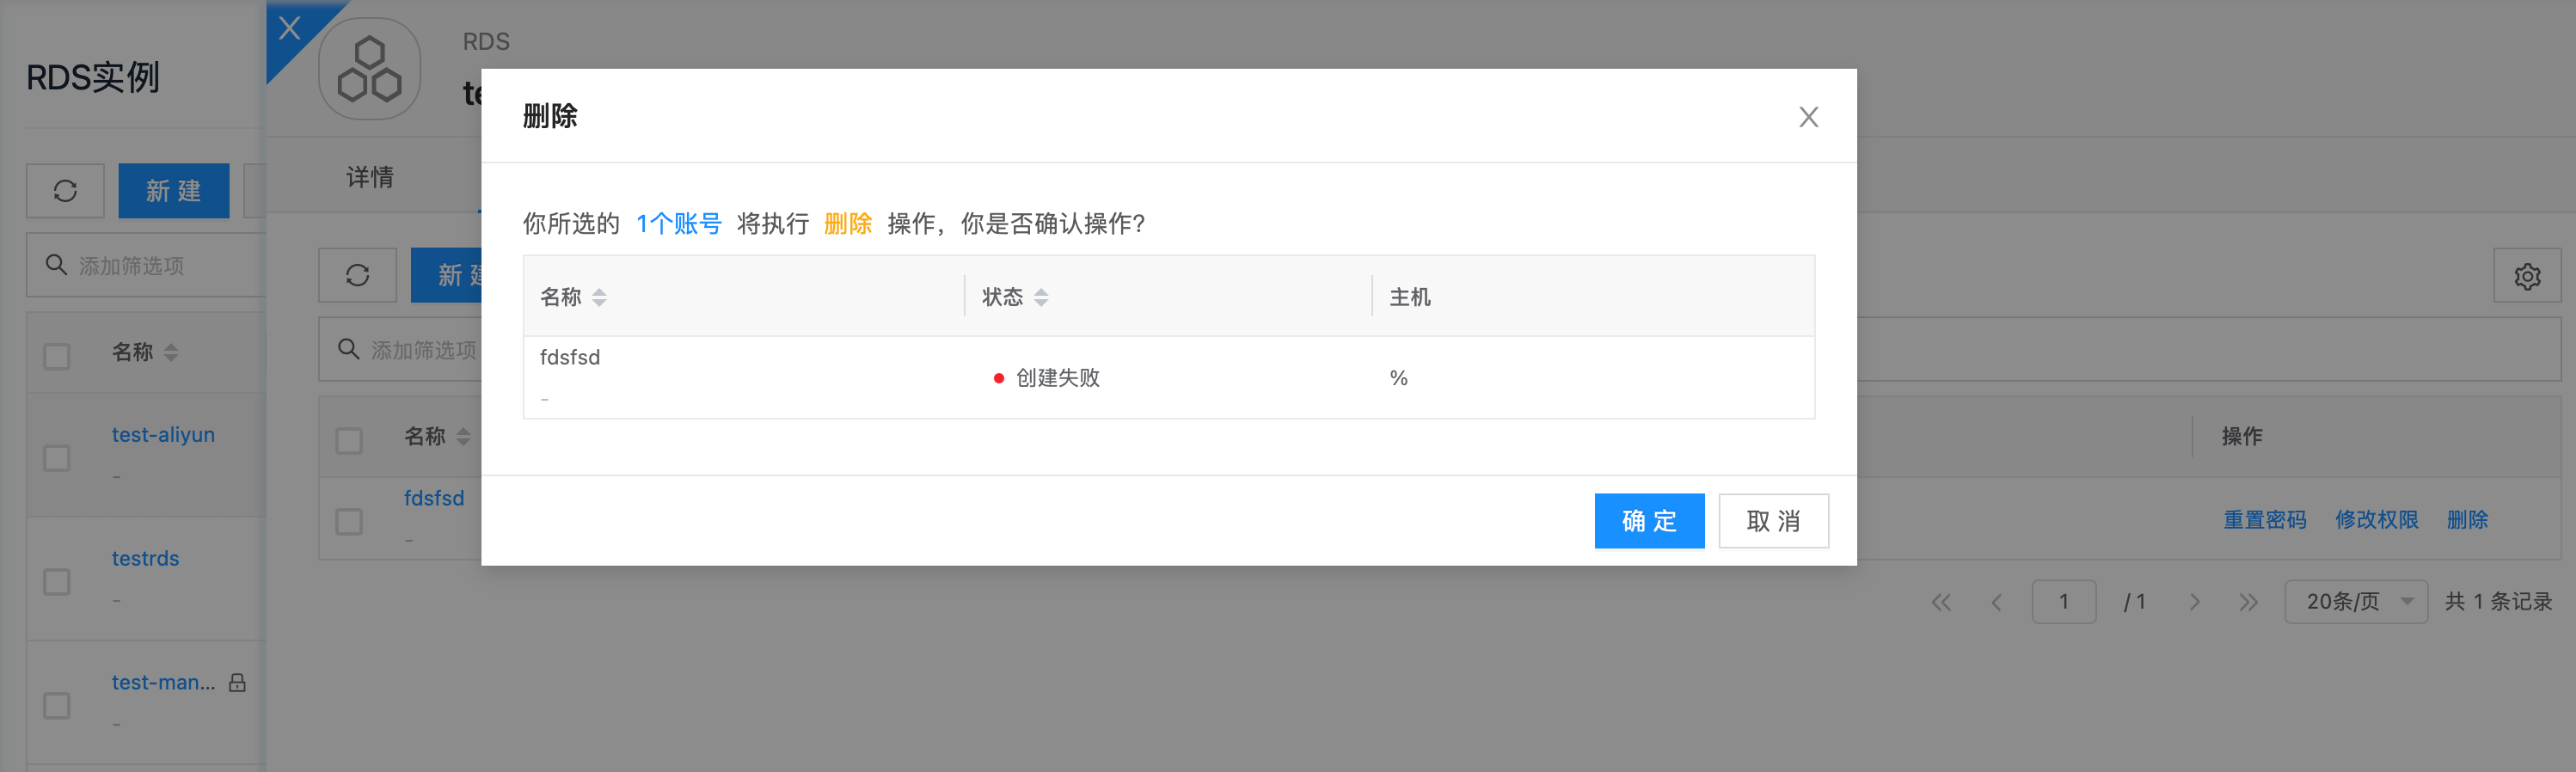 RDS实例
新 建
添加筛选项
名称
test-aliyun
-
testrds
-
test-man...
-
RDS
详情
添加筛选项
名称
操作
fdsfsd
-
重置密码 修改权限 删除
1 / 1 20条/页 共 1 条记录
删除
你所选的 1个账号 将执行 删除 操作，你是否确认操作?
名称 状态 主机
fdsfsd
-
创建失败
%
确 定 取 消